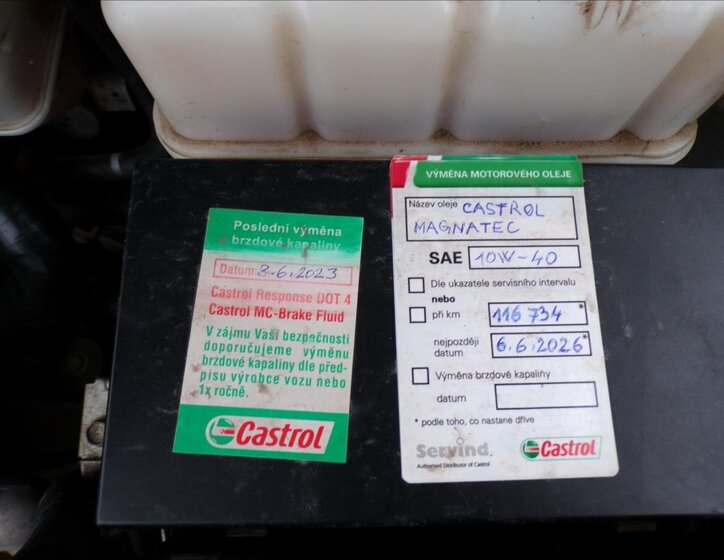 Poslední výměna
brzdové kapaliny
Datum 8.6.2023
Castrol Response DOT 4
Castrol MC-Brake Fluid
V zájmu Vaší bezpečnosti
doporučujeme výměnu
brzdové kapaliny dle před-
pisu výrobce vozu nebo
1x ročně.
Castrol
VÝMĚNA MOTOROVÉHO OLEJE
Název oleje CASTROL
MAGNATEC
SAE 10W-40
Dle ukazatele servisního intervalu
nebo
při km 116 734 *
nejpozději
datum 6.6.2026*
Výměna brzdové kapaliny
datum
* podle toho, co nastane dříve
Servind.
Authorised Distributor of Castrol
Castrol